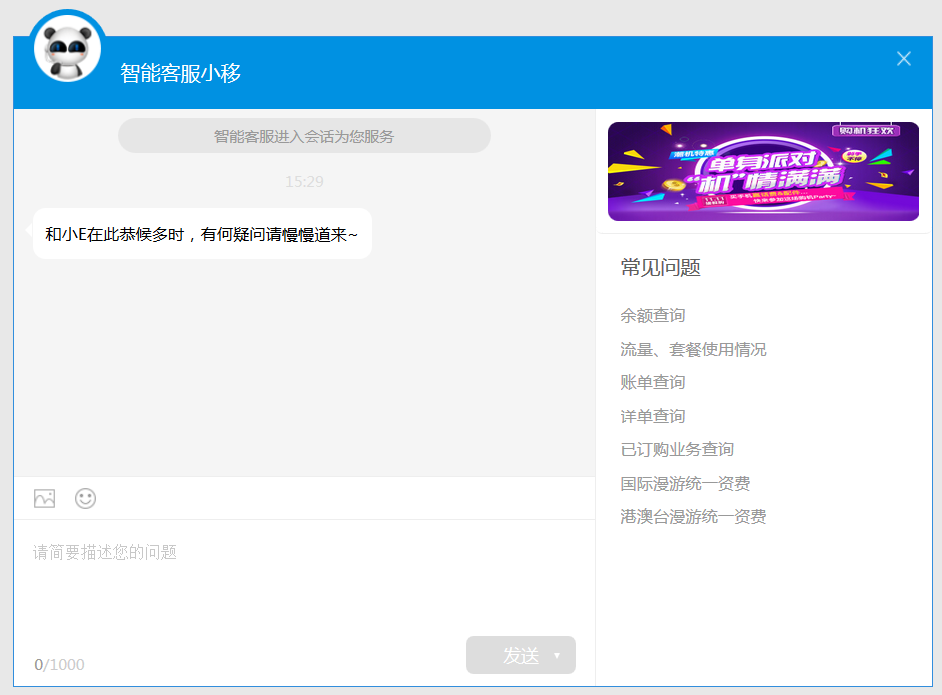 智能客服小移
智能客服进入会话为您服务
15:29
和小E在此恭候多时，有何疑问请慢慢道来~
请简要描述您的问题
0/1000
发送
购机狂欢
潮机特惠
单身派对
“机”情满满
11.11
常见问题
余额查询
流量、套餐使用情况
账单查询
详单查询
已订购业务查询
国际漫游统一资费
港澳台漫游统一资费